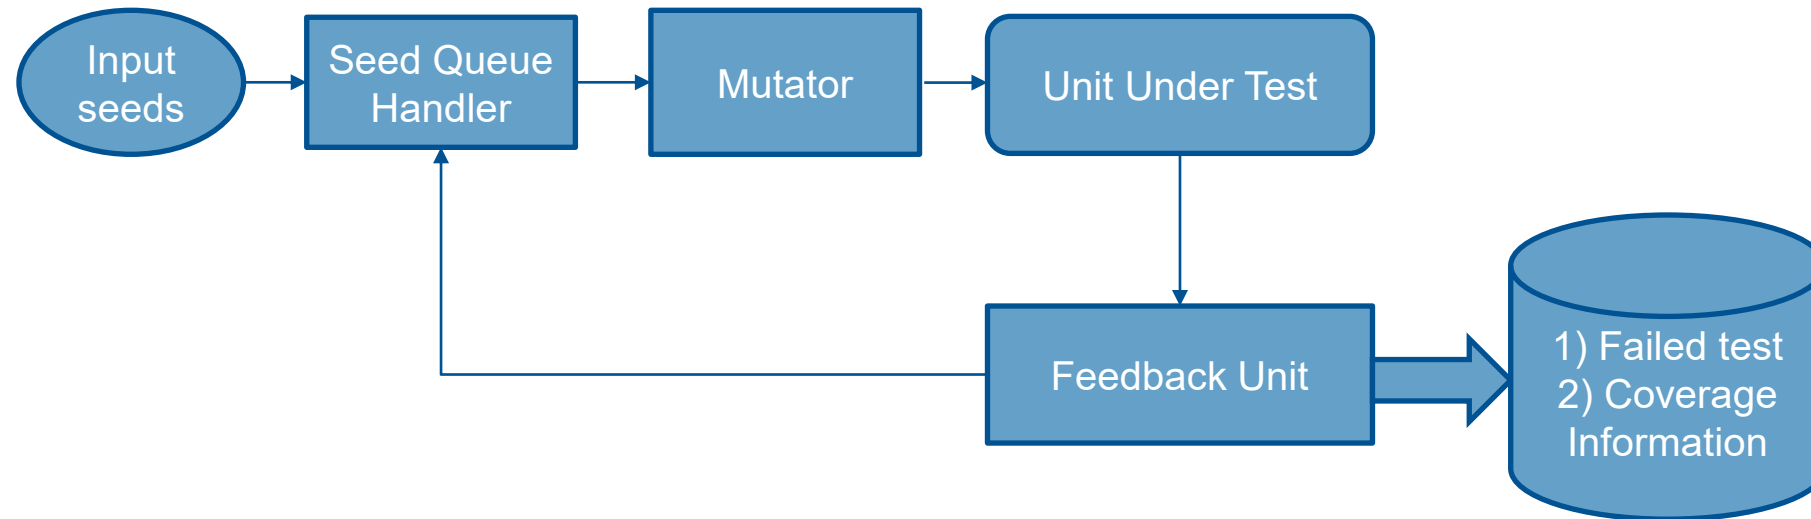 Input
seeds
Seed Queue
Handler
Mutator
Unit Under Test
Feedback Unit
1) Failed test
2) Coverage
Information